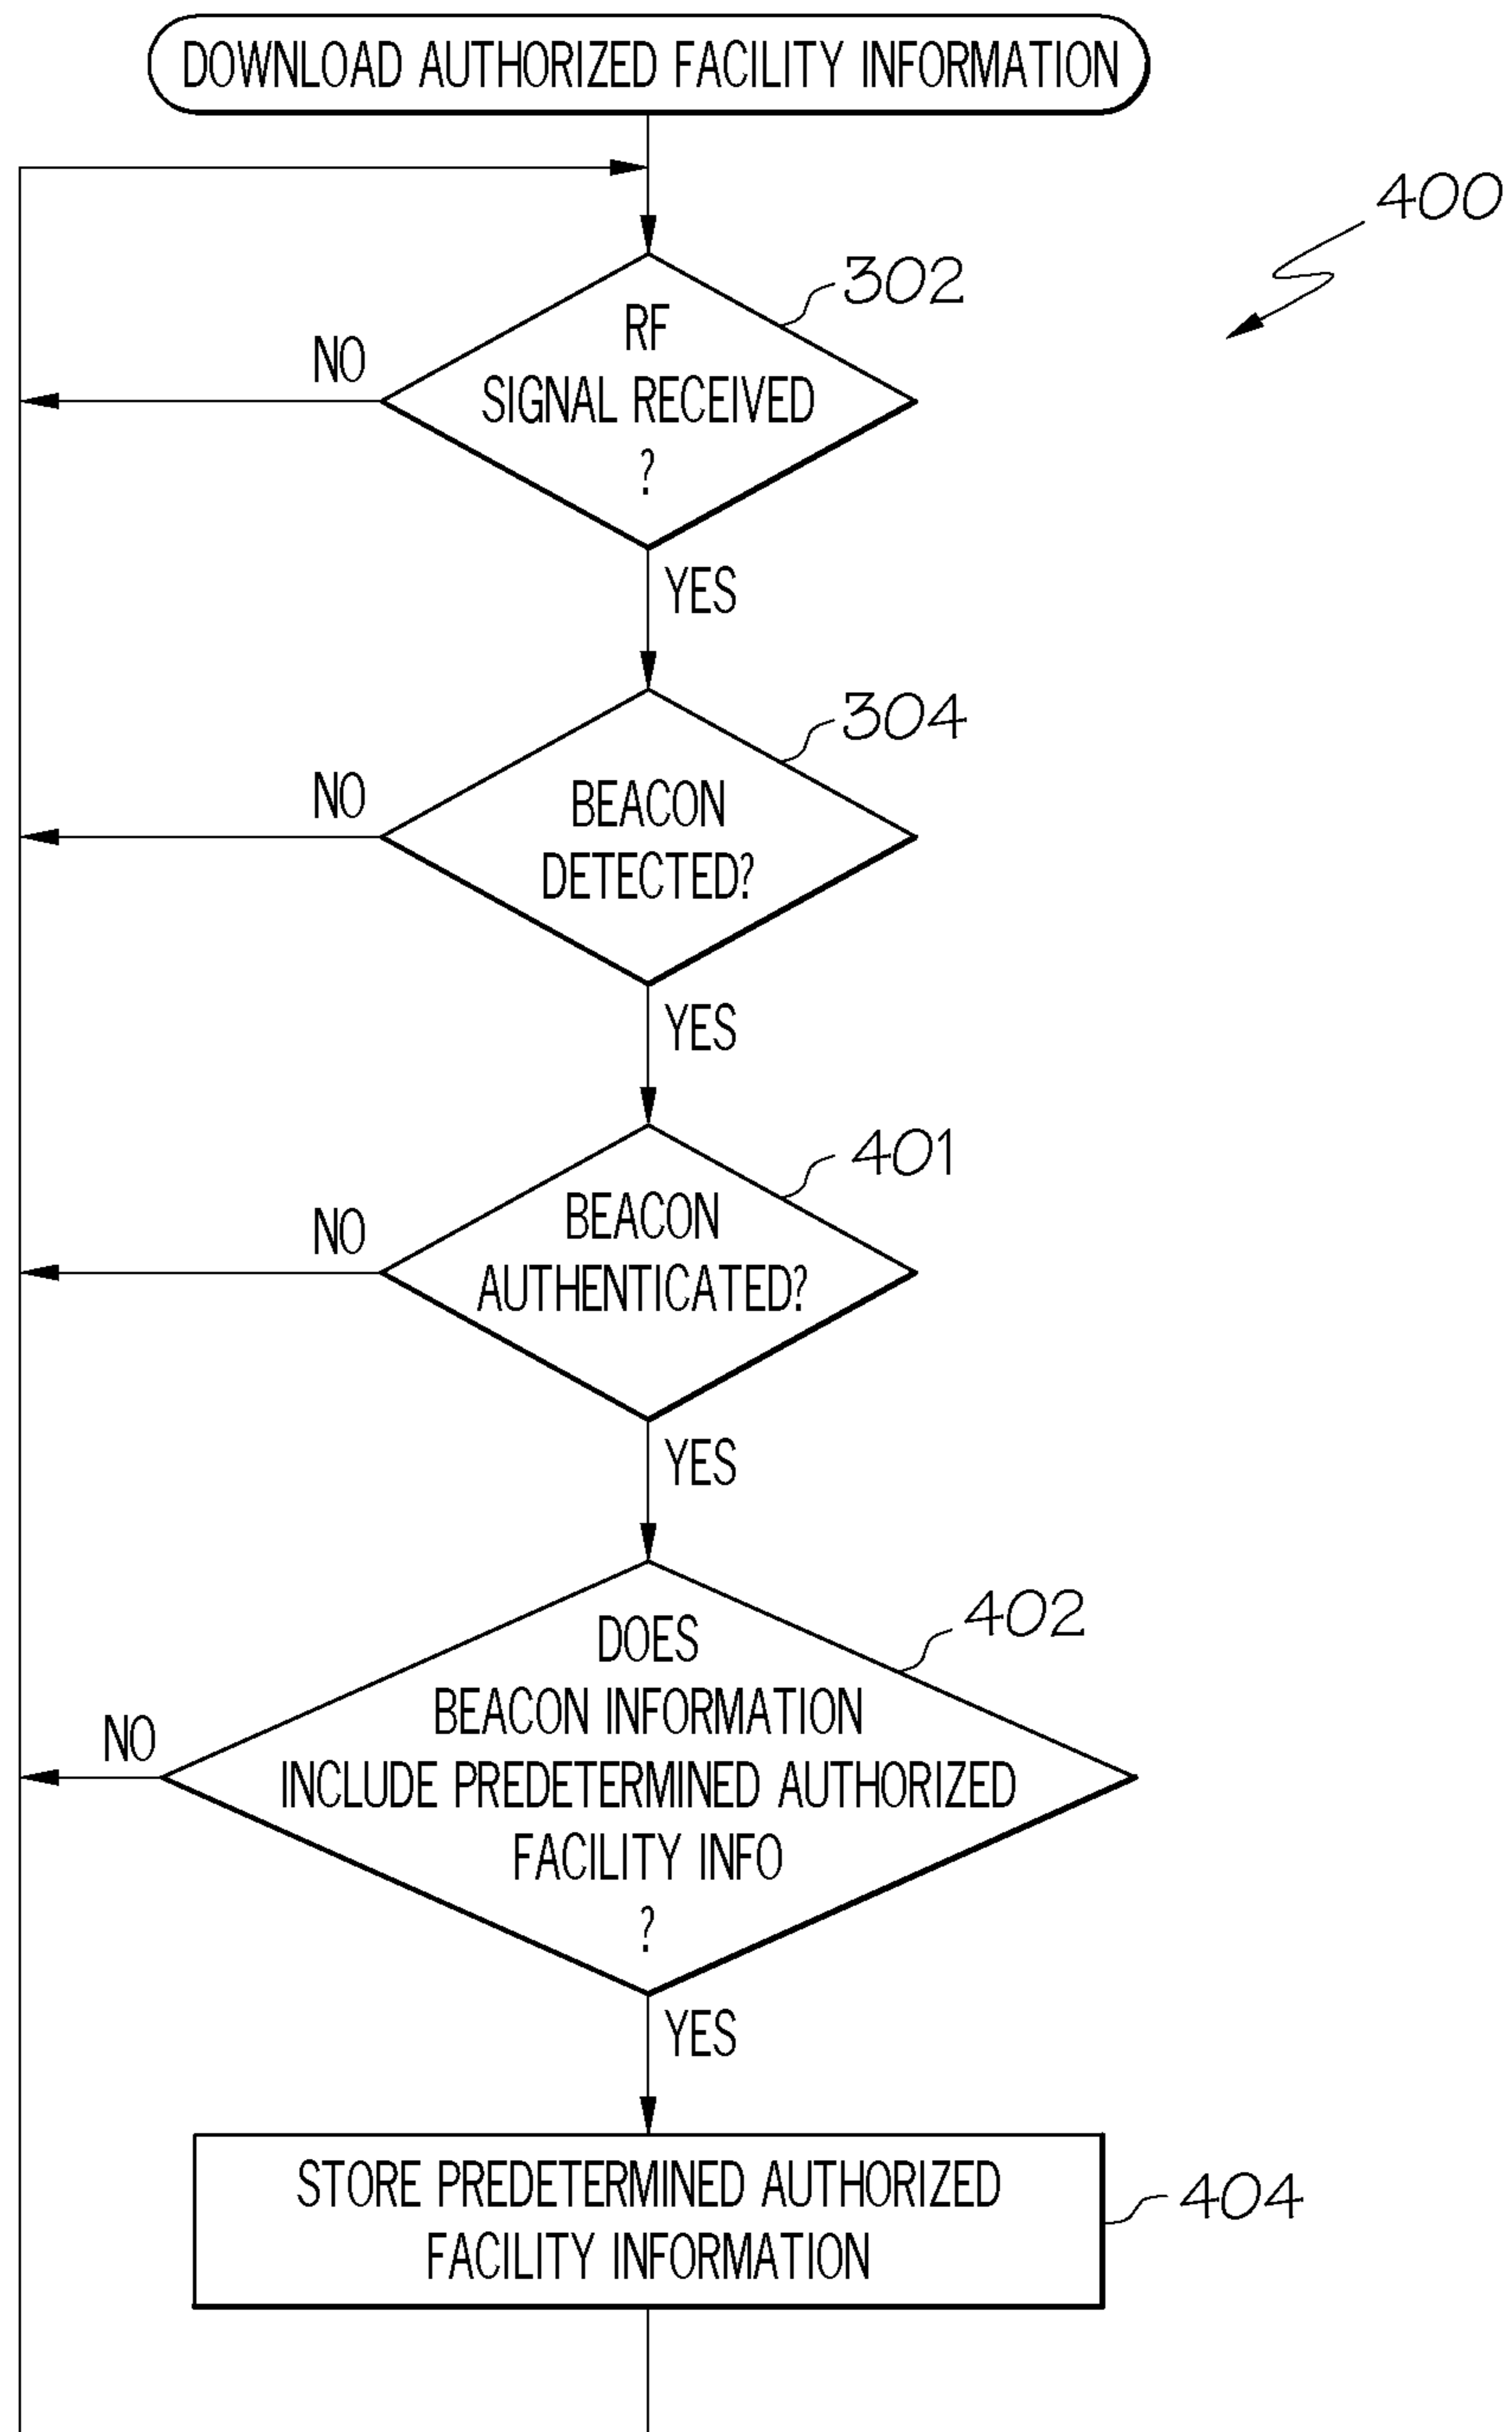 DOWNLOAD AUTHORIZED FACILITY INFORMATION
400
302
RF
SIGNAL RECEIVED
?
NO
YES
304
BEACON
DETECTED?
NO
YES
401
BEACON
AUTHENTICATED?
NO
YES
402
DOES
BEACON INFORMATION
INCLUDE PREDETERMINED AUTHORIZED
FACILITY INFO
?
NO
YES
STORE PREDETERMINED AUTHORIZED
FACILITY INFORMATION
404